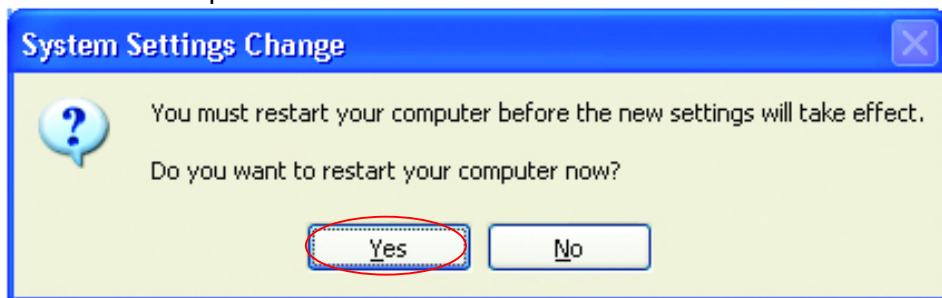 System Settings Change
You must restart your computer before the new settings will take effect.
Do you want to restart your computer now?
Yes
No